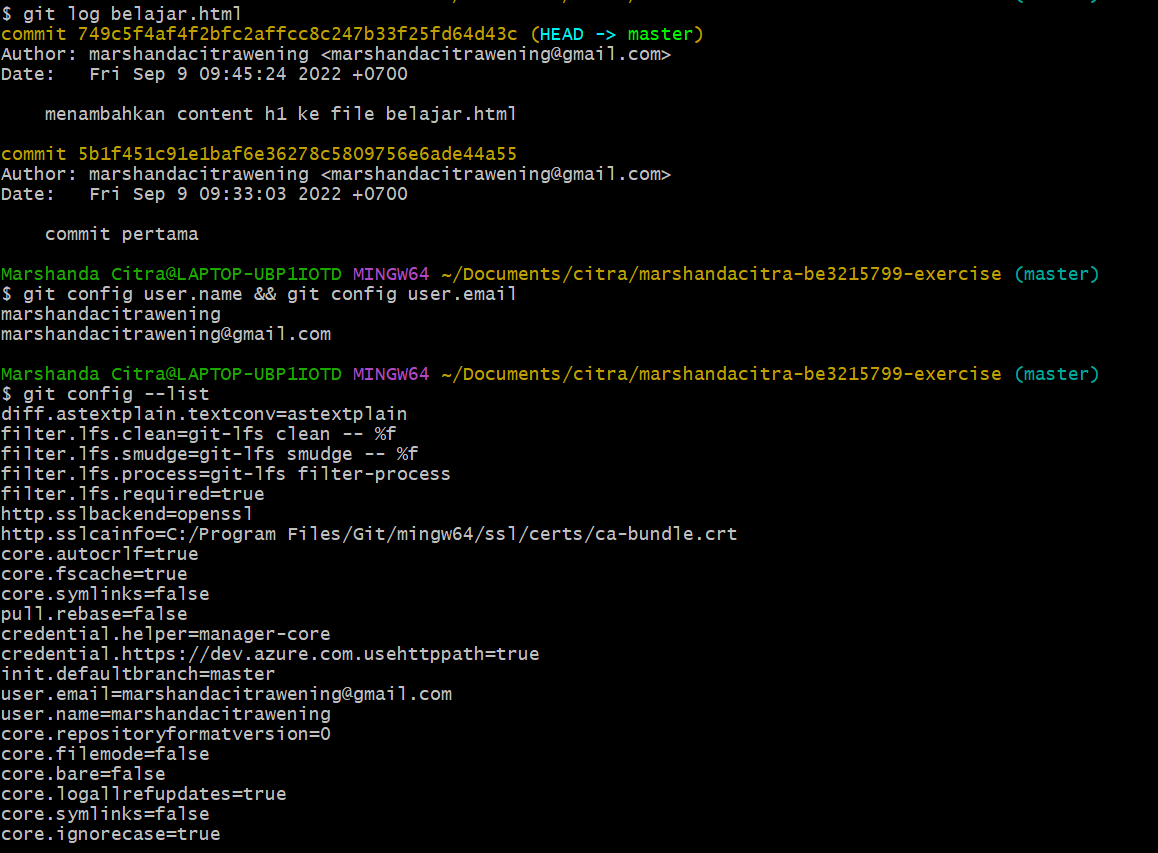 $ git log belajar.html
commit 749c5f4af4f2bfc2affcc8c247b33f25fd64d43c (HEAD -> master)
Author: marshandacitrawening <marshandacitrawening@gmail.com>
Date:   Fri Sep 9 09:45:24 2022 +0700
    menambahkan content h1 ke file belajar.html
commit 5b1f451c91e1baf6e36278c5809756e6ade44a55
Author: marshandacitrawening <marshandacitrawening@gmail.com>
Date:   Fri Sep 9 09:33:03 2022 +0700
    commit pertama
Marshanda Citra@LAPTOP-UBP1IOTD MINGW64 ~/Documents/citra/marshandacitra-be3215799-exercise (master)
$ git config user.name && git config user.email
marshandacitrawening
marshandacitrawening@gmail.com
Marshanda Citra@LAPTOP-UBP1IOTD MINGW64 ~/Documents/citra/marshandacitra-be3215799-exercise (master)
$ git config --list
diff.astextplain.textconv=astextplain
filter.lfs.clean=git-lfs clean -- %f
filter.lfs.smudge=git-lfs smudge -- %f
filter.lfs.process=git-lfs filter-process
filter.lfs.required=true
http.sslbackend=openssl
http.sslcainfo=C:/Program Files/Git/mingw64/ssl/certs/ca-bundle.crt
core.autocrlf=true
core.fscache=true
core.symlinks=false
pull.rebase=false
credential.helper=manager-core
credential.https://dev.azure.com.usehttppath=true
init.defaultbranch=master
user.email=marshandacitrawening@gmail.com
user.name=marshandacitrawening
core.repositoryformatversion=0
core.filemode=false
core.bare=false
core.logallrefupdates=true
core.symlinks=false
core.ignorecase=true